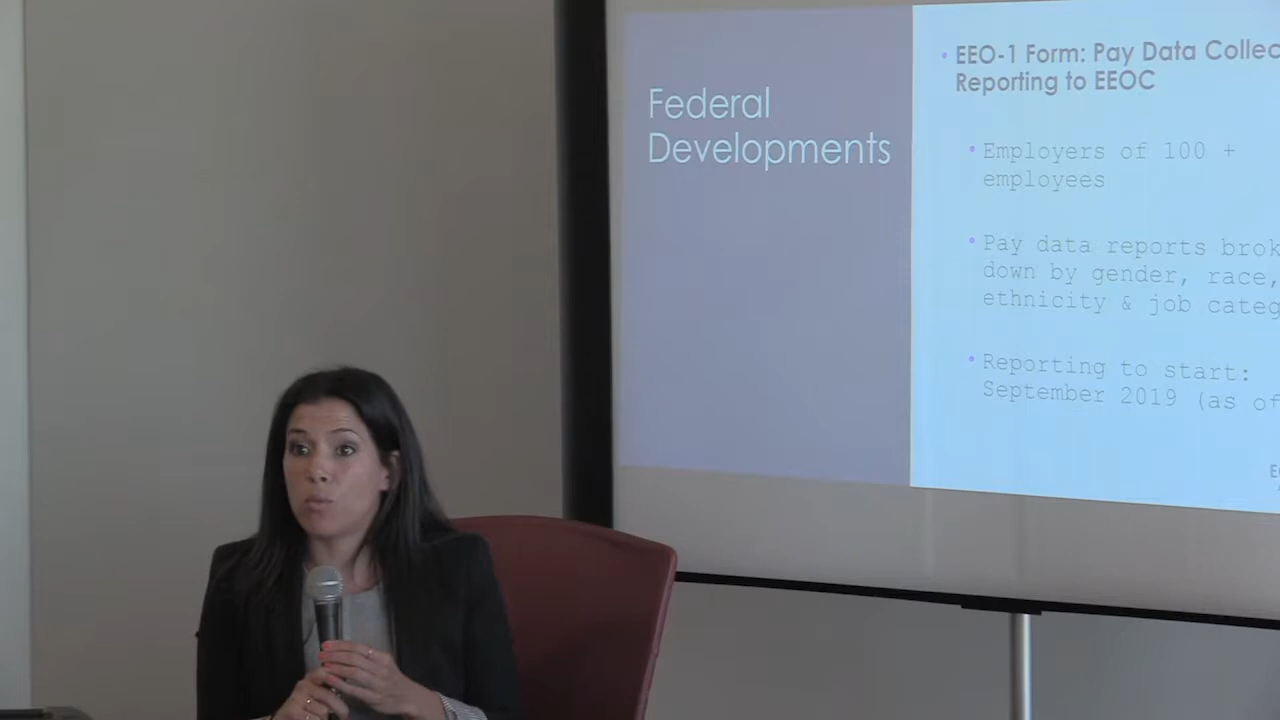 Federal
Developments
• EEO-1 Form: Pay Data Collec
Reporting to EEOC
• Employers of 100 +
employees
• Pay data reports brok
down by gender, race,
ethnicity & job categ
• Reporting to start:
September 2019 (as of